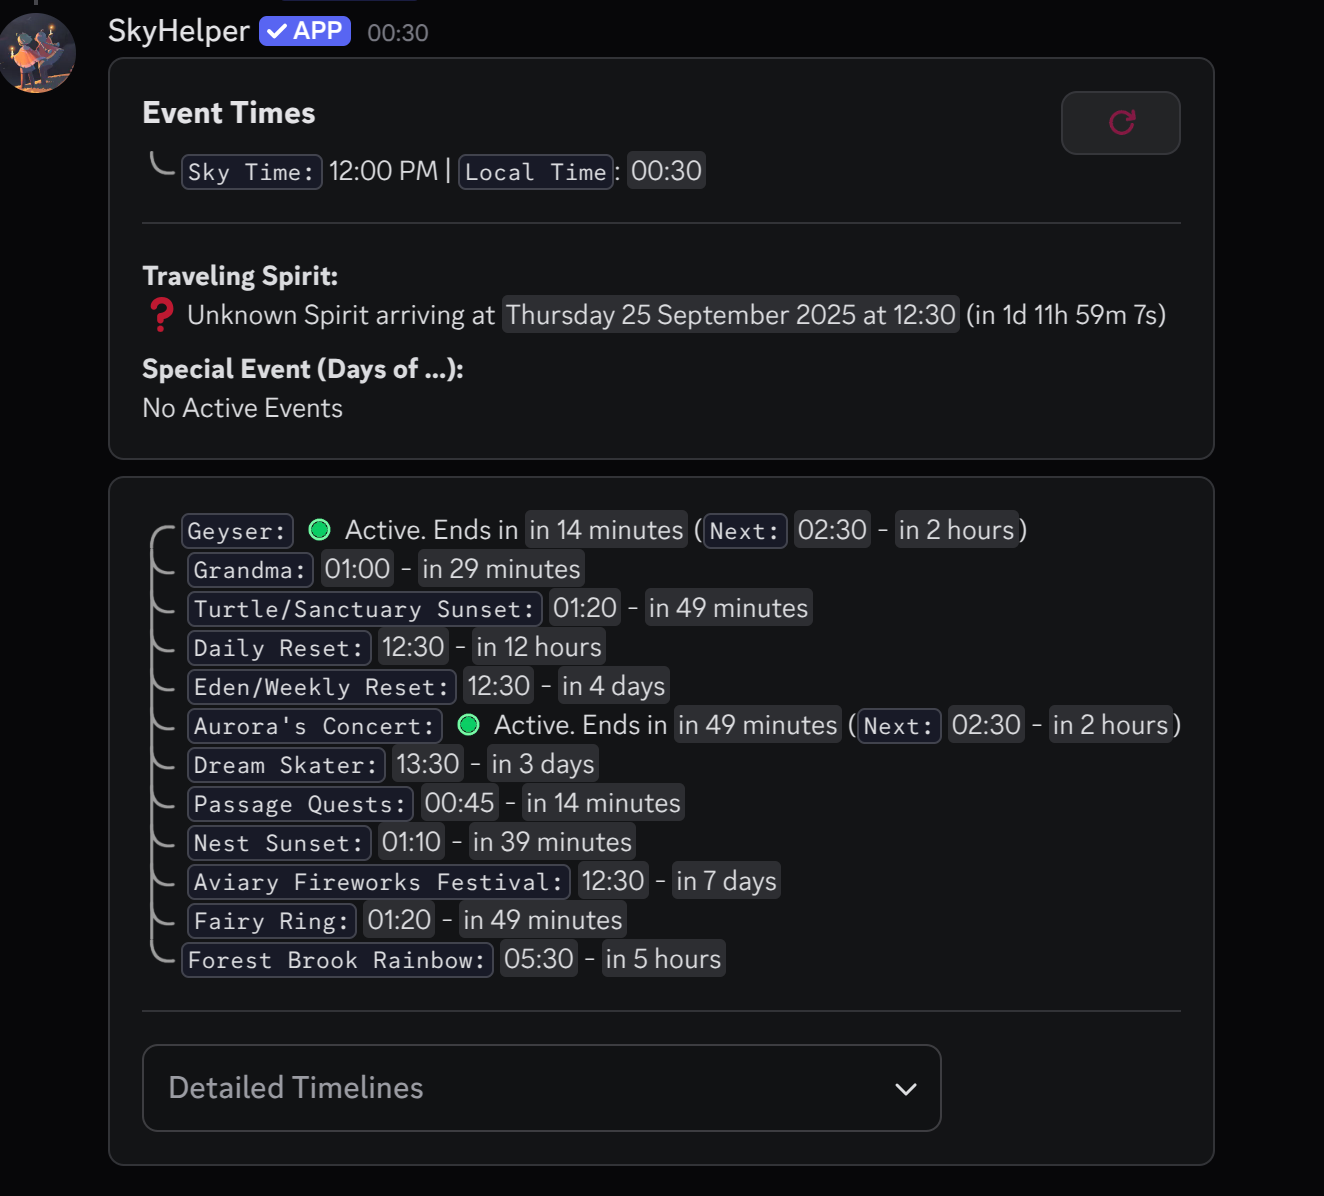 SkyHelper ✓ APP 00:30
Event Times
Sky Time: 12:00 PM | Local Time: 00:30
Traveling Spirit:
❓ Unknown Spirit arriving at Thursday 25 September 2025 at 12:30 (in 1d 11h 59m 7s)
Special Event (Days of ...):
No Active Events
Geyser: Active. Ends in in 14 minutes (Next: 02:30 - in 2 hours)
Grandma: 01:00 - in 29 minutes
Turtle/Sanctuary Sunset: 01:20 - in 49 minutes
Daily Reset: 12:30 - in 12 hours
Eden/Weekly Reset: 12:30 - in 4 days
Aurora's Concert: Active. Ends in in 49 minutes (Next: 02:30 - in 2 hours)
Dream Skater: 13:30 - in 3 days
Passage Quests: 00:45 - in 14 minutes
Nest Sunset: 01:10 - in 39 minutes
Aviary Fireworks Festival: 12:30 - in 7 days
Fairy Ring: 01:20 - in 49 minutes
Forest Brook Rainbow: 05:30 - in 5 hours
Detailed Timelines